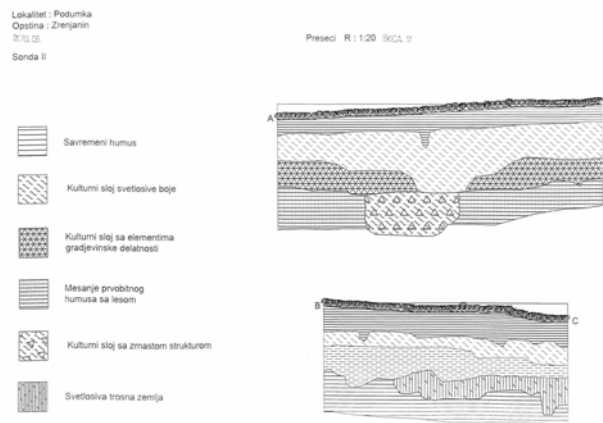 Lokalitet : Podumka
Opstina : Zrenjanin
Sonda II
Preseci R : 1:20
A
Savremeni humus
Kulturni sloj svetlosive boje
Kulturni sloj sa elementima
gradjevinske delatnosti
Mesanje prvobitnog
humusa sa lesom
B
C
Kulturni sloj sa zrnastom strukturom
Svetlosiva trosna zemlja